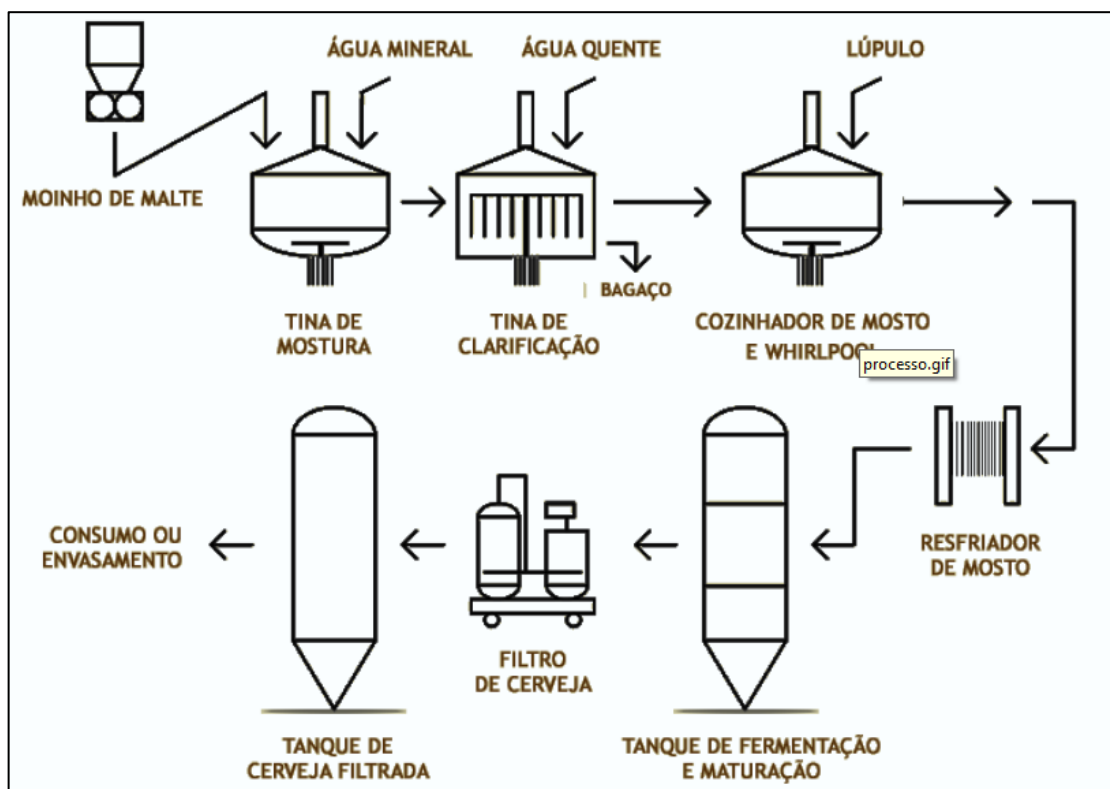 ÁGUA MINERAL
ÁGUA QUENTE
LÚPULO
MOINHO DE MALTE
BAGAÇO
TINA DE
MOSTURA
TINA DE
CLARIFICAÇÃO
COZINHADOR DE MOSTO
E WHIRLPOOL
processo.gif
RESFRIADOR
DE MOSTO
CONSUMO OU
ENVASAMENTO
FILTRO
DE CERVEJA
TANQUE DE
CERVEJA FILTRADA
TANQUE DE FERMENTAÇÃO
E MATURAÇÃO